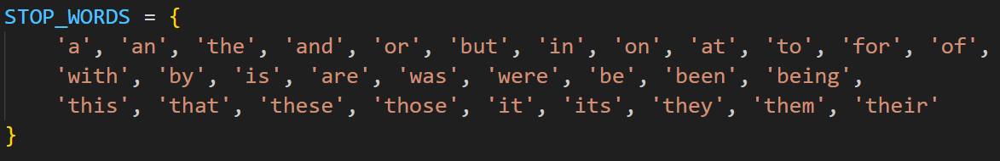 STOP_WORDS = {
    'a', 'an', 'the', 'and', 'or', 'but', 'in', 'on', 'at', 'to', 'for', 'of',
    'with', 'by', 'is', 'are', 'was', 'were', 'be', 'been', 'being',
    'this', 'that', 'these', 'those', 'it', 'its', 'they', 'them', 'their'
}